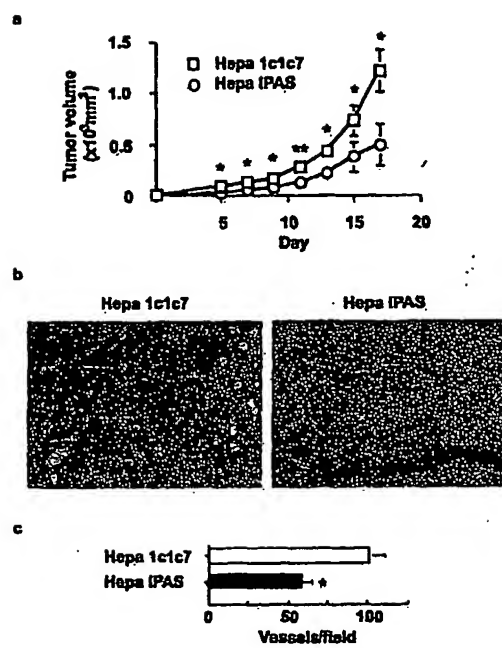 a
1.5
1.0
0.5
0
Tumor volume
(x10³mm³)
Hepa 1c1c7
Hepa IPAS
*
*
*
**
*
*
*
0
5
10
15
20
Day
b
Hepa 1c1c7
Hepa IPAS
c
Hepa 1c1c7
Hepa IPAS
*
0
50
100
Vessels/field